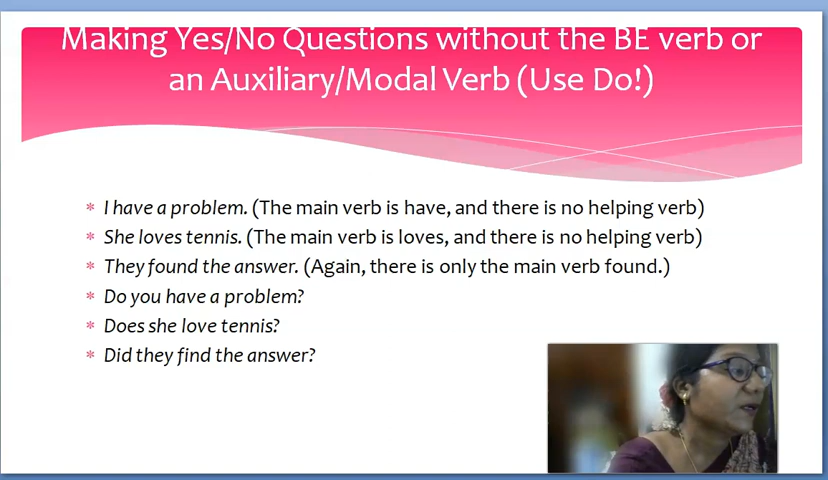 Making Yes/No Questions without the BE verb or
an Auxiliary/Modal Verb (Use Do!)
* I have a problem. (The main verb is have, and there is no helping verb)
* She loves tennis. (The main verb is loves, and there is no helping verb)
* They found the answer. (Again, there is only the main verb found.)
* Do you have a problem?
* Does she love tennis?
* Did they find the answer?